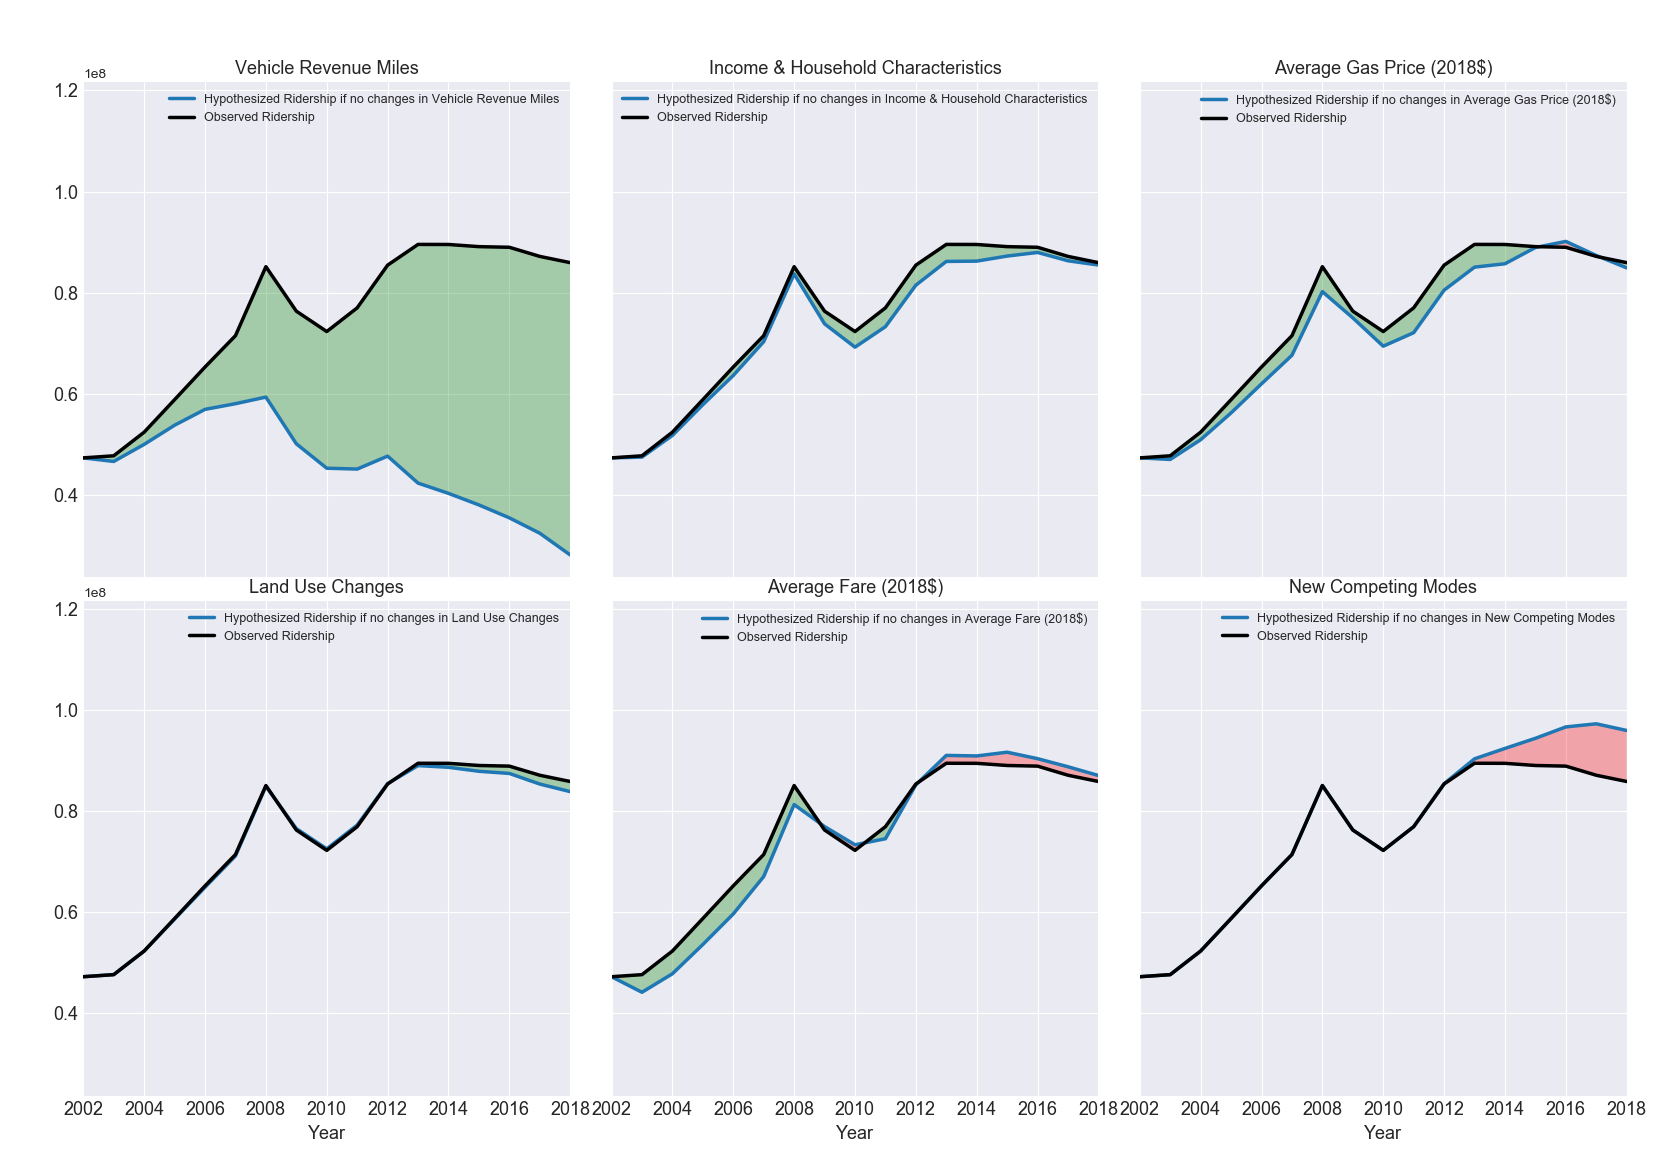 Vehicle Revenue Miles
Income & Household Characteristics
Average Gas Price (2018$)
1e8
1.2
1.0
0.8
0.6
0.4
Hypothesized Ridership if no changes in Vehicle Revenue Miles
Observed Ridership
Hypothesized Ridership if no changes in Income & Household Characteristics
Observed Ridership
Hypothesized Ridership if no changes in Average Gas Price (2018$)
Observed Ridership
Land Use Changes
Average Fare (2018$)
New Competing Modes
1e8
1.2
1.0
0.8
0.6
0.4
Hypothesized Ridership if no changes in Land Use Changes
Observed Ridership
Hypothesized Ridership if no changes in Average Fare (2018$)
Observed Ridership
Hypothesized Ridership if no changes in New Competing Modes
Observed Ridership
2002 2004 2006 2008 2010 2012 2014 2016 2018
2002 2004 2006 2008 2010 2012 2014 2016 2018
2002 2004 2006 2008 2010 2012 2014 2016 2018
Year
Year
Year